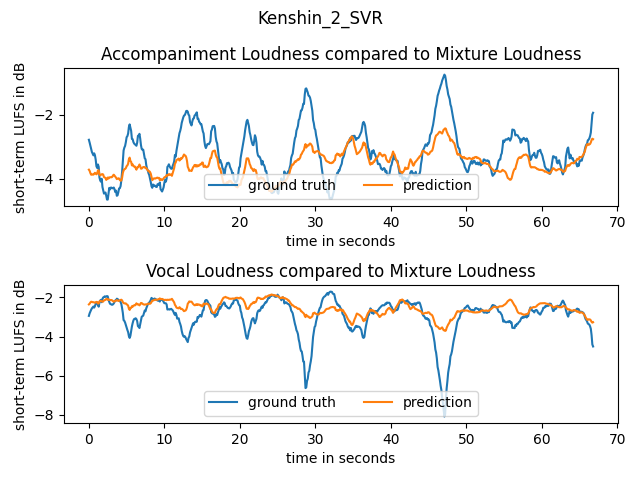 Kenshin_2_SVR
Accompaniment Loudness compared to Mixture Loudness
short-term LUFS in dB
−2
−4
ground truth
prediction
0 10 20 30 40 50 60 70
time in seconds
Vocal Loudness compared to Mixture Loudness
short-term LUFS in dB
−2
−4
−6
−8
ground truth
prediction
0 10 20 30 40 50 60 70
time in seconds